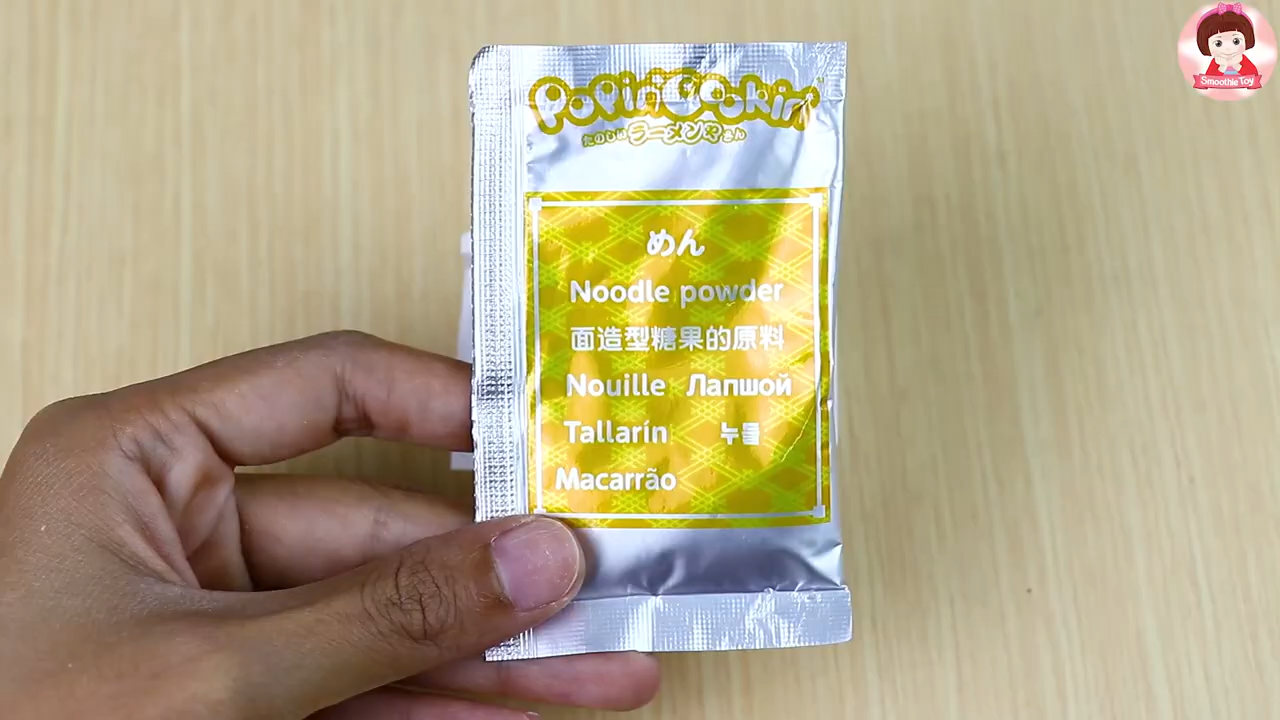 Popin'Cookin'
たのしいラーメンやさん
めん
Noodle powder
面造型糖果的原料
Nouille Лапшой
Tallarín 누들
Macarrão
Smoothie Toy